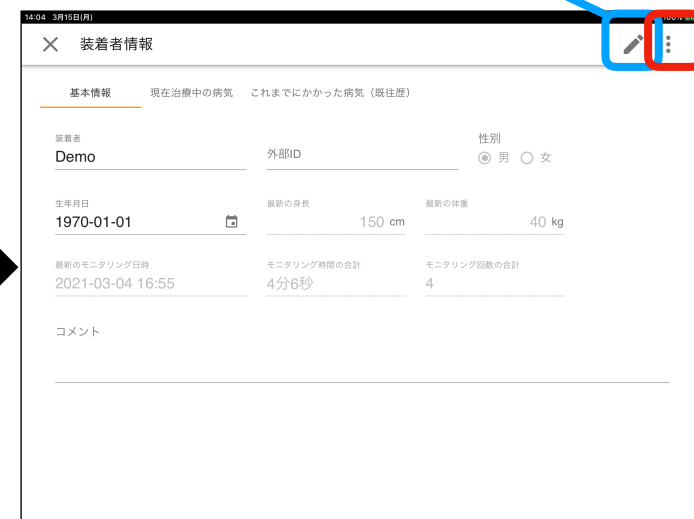 14:04 3月15日(月) 100%
装着者情報
基本情報 現在治療中の病気 これまでにかかった病気（既往歴）
装着者 外部ID 性別
Demo 男 女
生年月日 最新の身長 最新の体重
1970-01-01 150 cm 40 kg
最新のモニタリング日時 モニタリング時間の合計 モニタリング回数の合計
2021-03-04 16:55 4分6秒 4
コメント